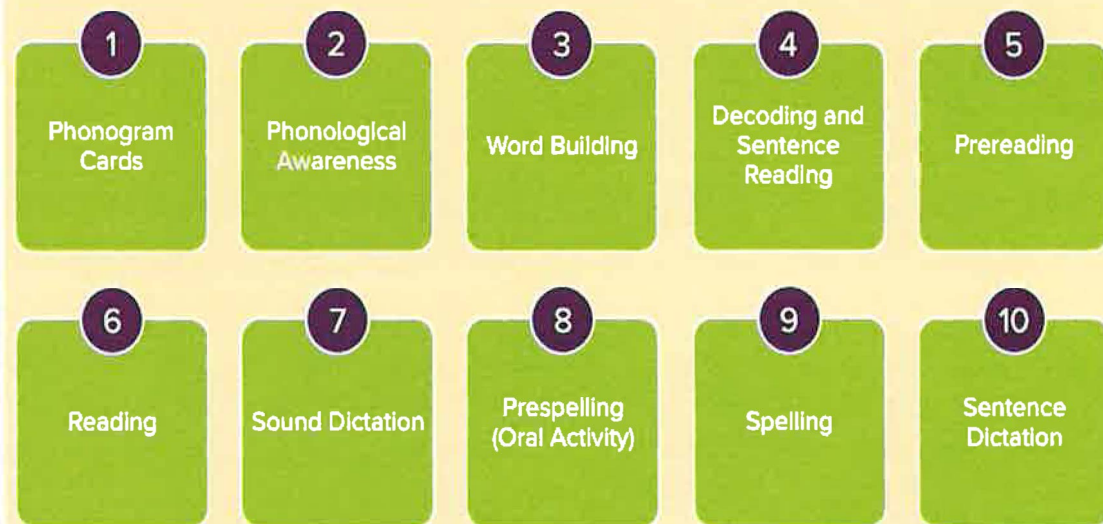 1
Phonogram
Cards
2
Phonological
Awareness
3
Word Building
4
Decoding and
Sentence
Reading
5
Prereading
6
Reading
7
Sound Dictation
8
Prespelling
(Oral Activity)
9
Spelling
10
Sentence
Dictation